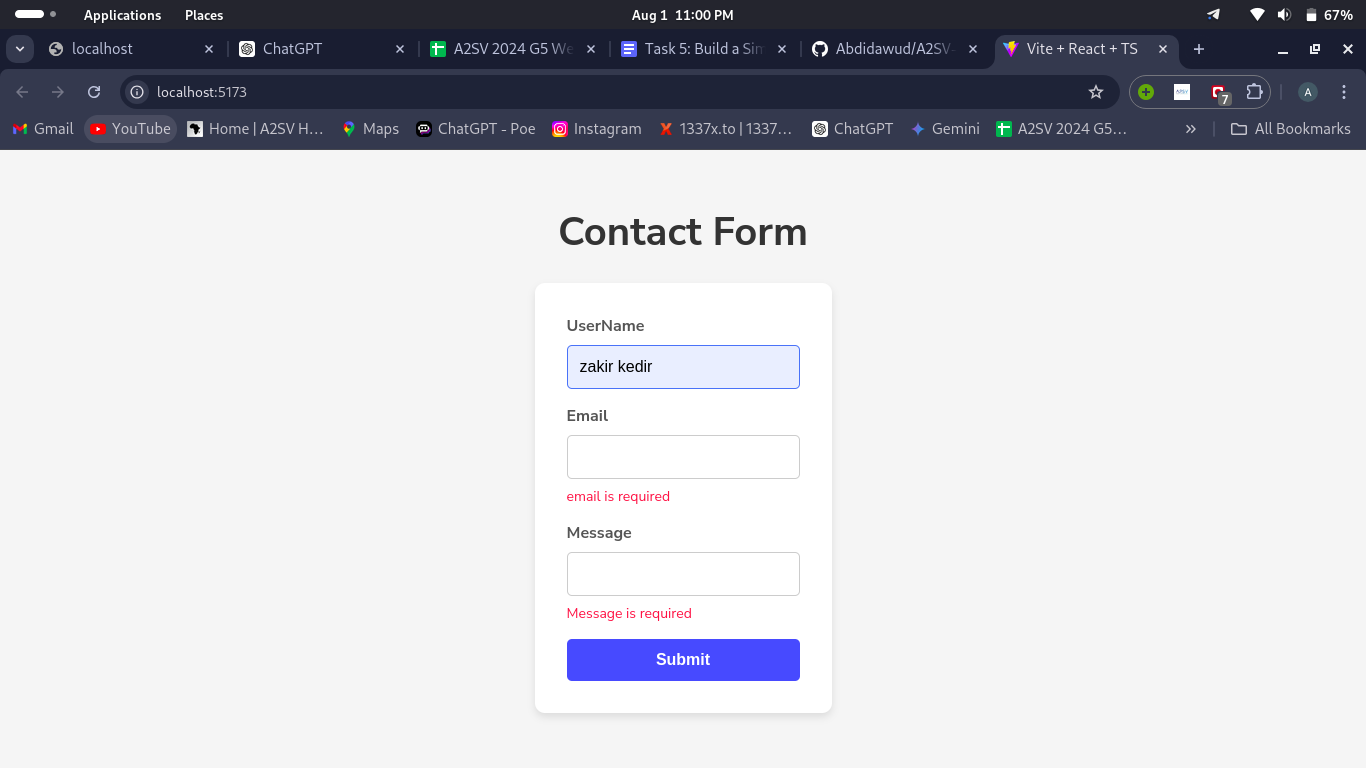 Applications Places Aug 1 11:00 PM 67%
localhost ChatGPT A2SV 2024 G5 We Task 5: Build a Sim Abdidawud/A2SV- Vite + React + TS
localhost:5173 7 A
Gmail YouTube Home | A2SV H... Maps ChatGPT - Poe Instagram 1337x.to | 1337... ChatGPT Gemini A2SV 2024 G5... » All Bookmarks
Contact Form
UserName
zakir kedir
Email
email is required
Message
Message is required
Submit